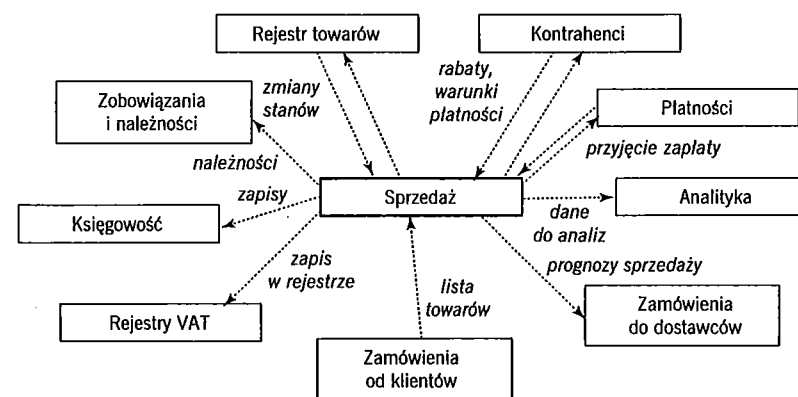 Rejestr towarów
Kontrahenci
zmiany
stanów
rabaty,
warunki
płatności
Zobowiązania
i należności
Płatności
należności
przyjęcie zapłaty
zapisy
Sprzedaż
Analityka
Księgowość
dane
do analiz
zapis
w rejestrze
lista
towarów
prognozy sprzedaży
Rejestry VAT
Zamówienia
do dostawców
Zamówienia
od klientów